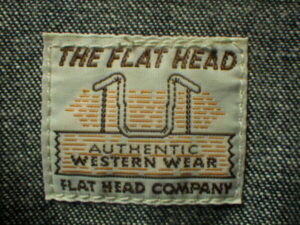 THE FLAT HEAD
AUTHENTIC
WESTERN WEAR
FLAT HEAD COMPANY